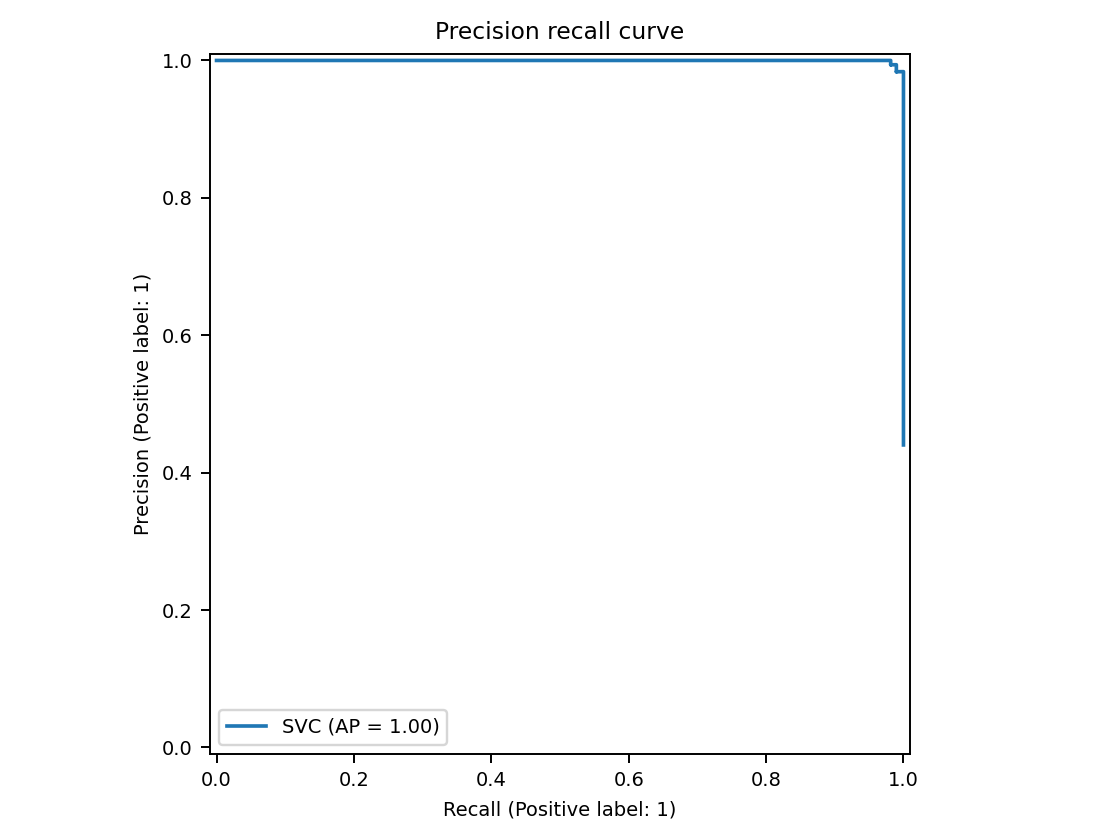 Precision recall curve
1.0
0.8
0.6
0.4
0.2
0.0
Precision (Positive label: 1)
SVC (AP = 1.00)
0.0 0.2 0.4 0.6 0.8 1.0
Recall (Positive label: 1)